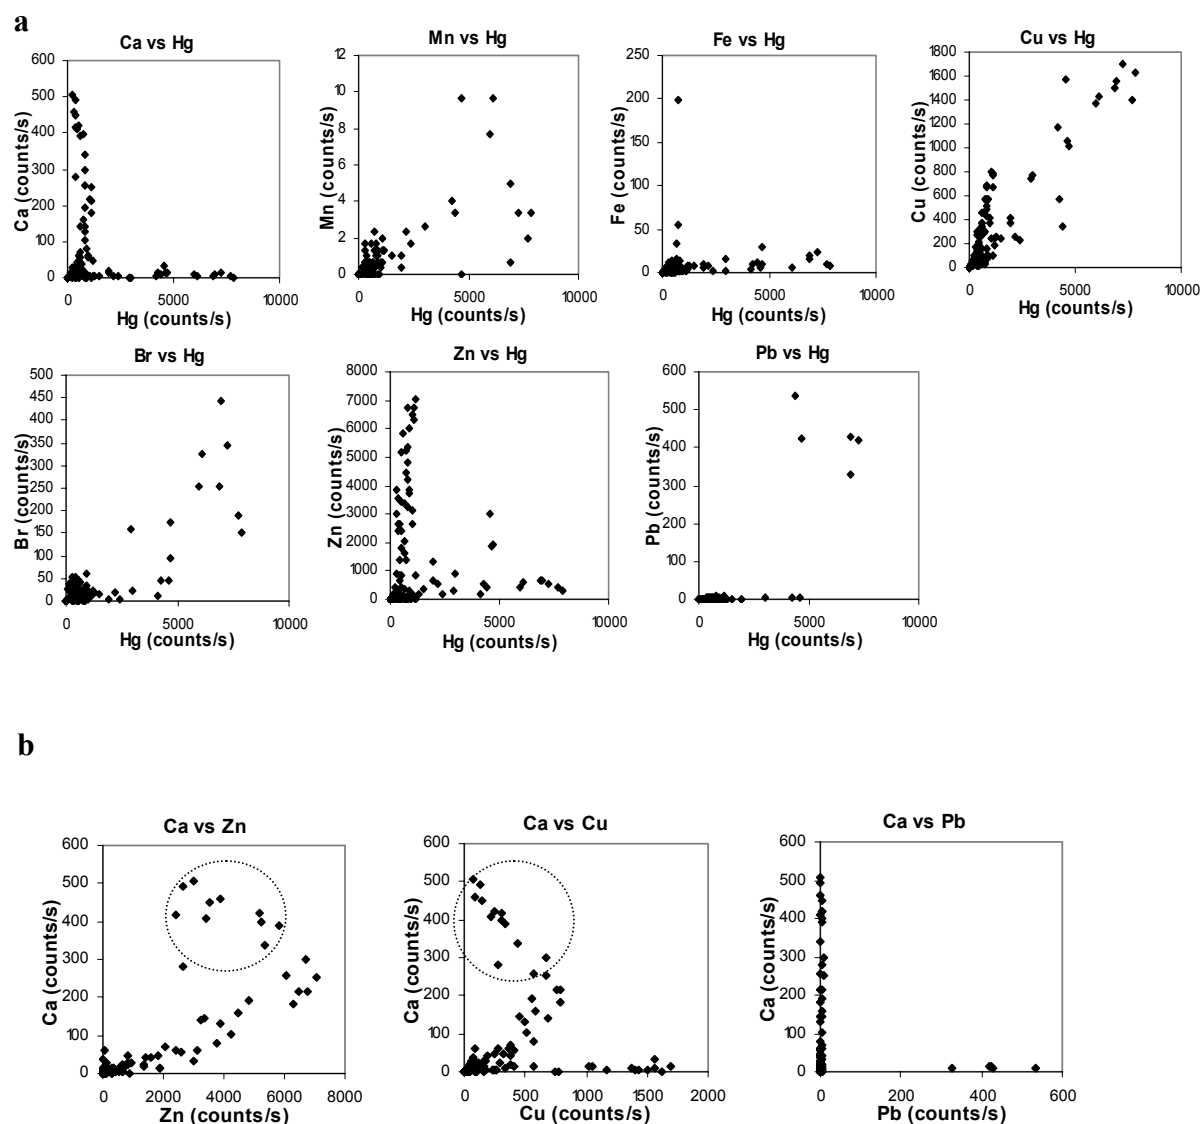 a
Ca vs Hg
600
500
400
300
200
100
0
0 5000 10000
Ca (counts/s)
Hg (counts/s)
Mn vs Hg
12
10
8
6
4
2
0
0 5000 10000
Mn (counts/s)
Hg (counts/s)
Fe vs Hg
250
200
150
100
50
0
0 5000 10000
Fe (counts/s)
Hg (counts/s)
Cu vs Hg
1800
1600
1400
1200
1000
800
600
400
200
0
0 5000 10000
Cu (counts/s)
Hg (counts/s)
Br vs Hg
500
450
400
350
300
250
200
150
100
50
0
0 5000 10000
Br (counts/s)
Hg (counts/s)
Zn vs Hg
8000
7000
6000
5000
4000
3000
2000
1000
0
0 5000 10000
Zn (counts/s)
Hg (counts/s)
Pb vs Hg
600
500
400
300
200
100
0
0 5000 10000
Pb (counts/s)
Hg (counts/s)
b
Ca vs Zn
600
500
400
300
200
100
0
0 2000 4000 6000 8000
Ca (counts/s)
Zn (counts/s)
Ca vs Cu
600
500
400
300
200
100
0
0 500 1000 1500 2000
Ca (counts/s)
Cu (counts/s)
Ca vs Pb
600
500
400
300
200
100
0
0 200 400 600
Ca (counts/s)
Pb (counts/s)